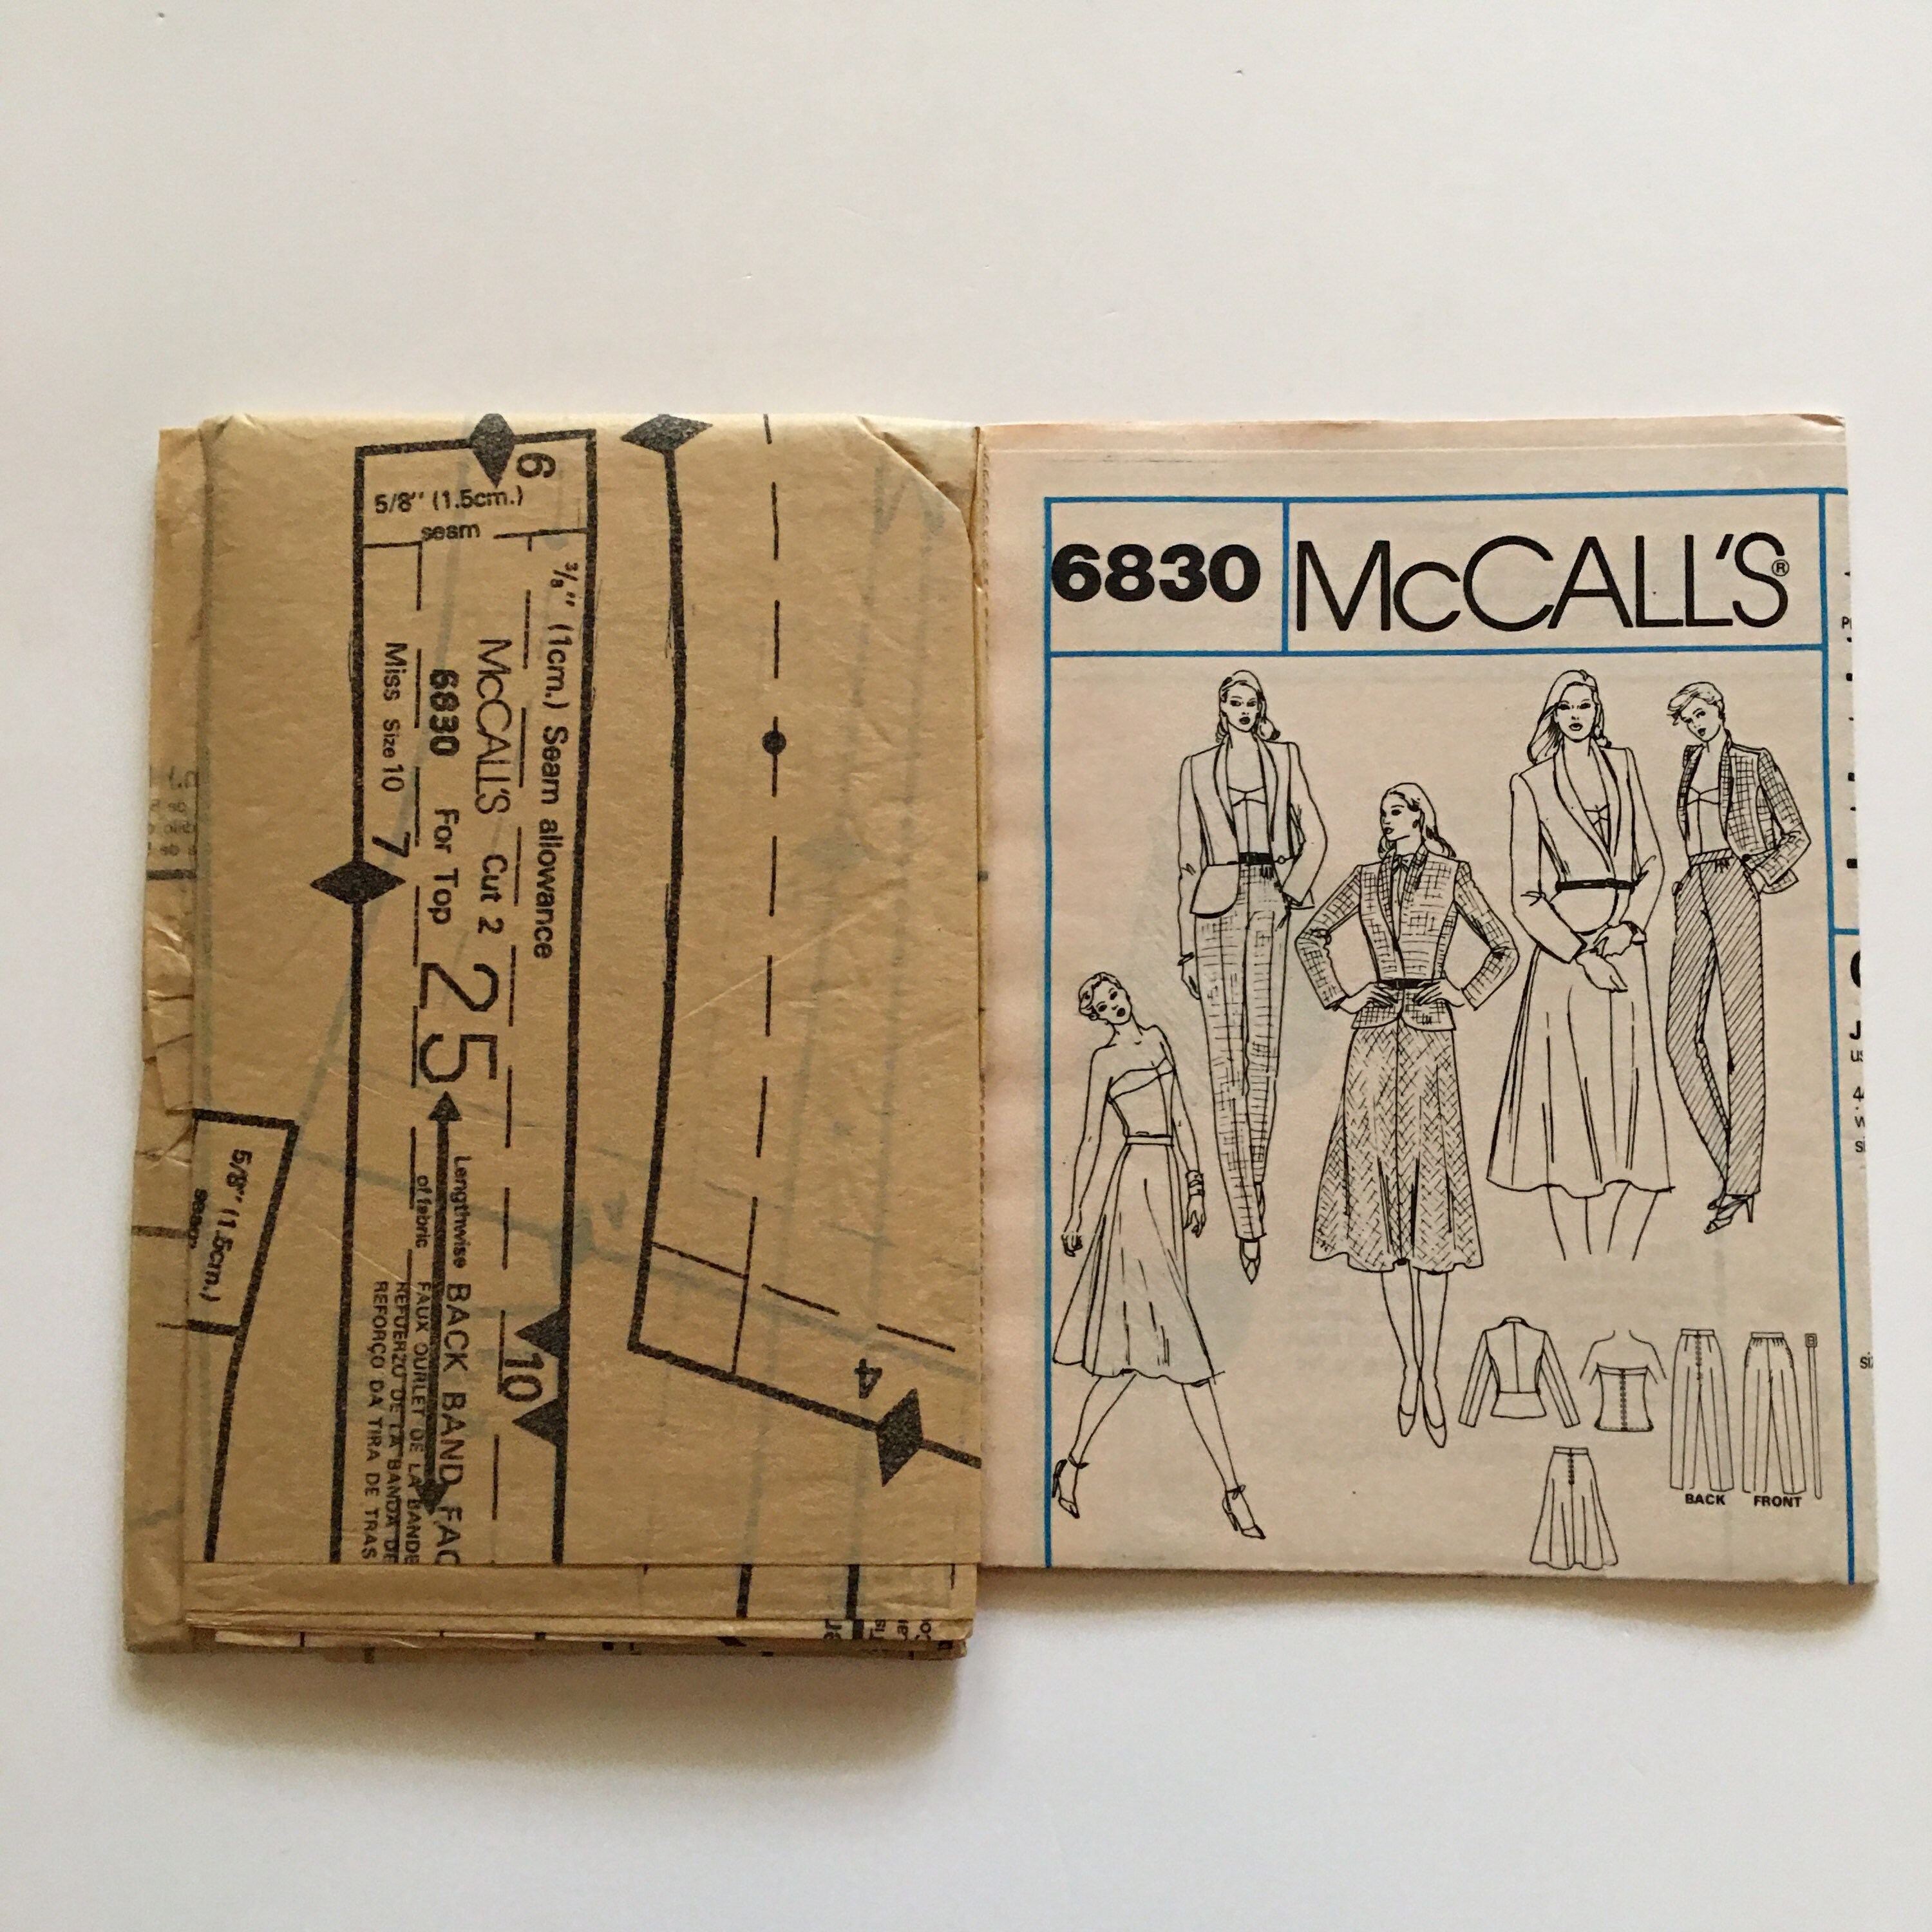 6
5/8" (1.5cm.)
seam
3/8" (1cm.) Seam allowance
McCALL'S Cut 2
6830 For Top
25
Miss Size 10
7
Lengthwise
of fabric
BACK BAND FAC
FAUX OURLET DE LA BANDE
REFUERZO DE LA BANDA DE
REFORÇO DA TIRA DE TRAS
10
4
5/8" (1.5cm.)
seam
6830
McCALL'S®
BACK
FRONT